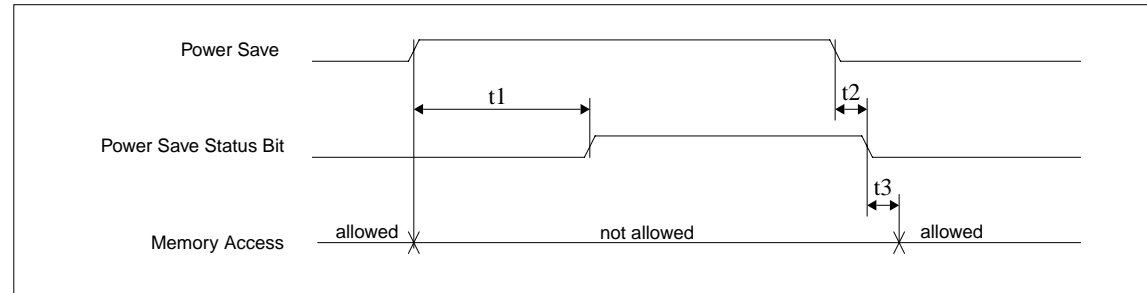 Power Save
t1
t2
Power Save Status Bit
t3
Memory Access
allowed
not allowed
allowed